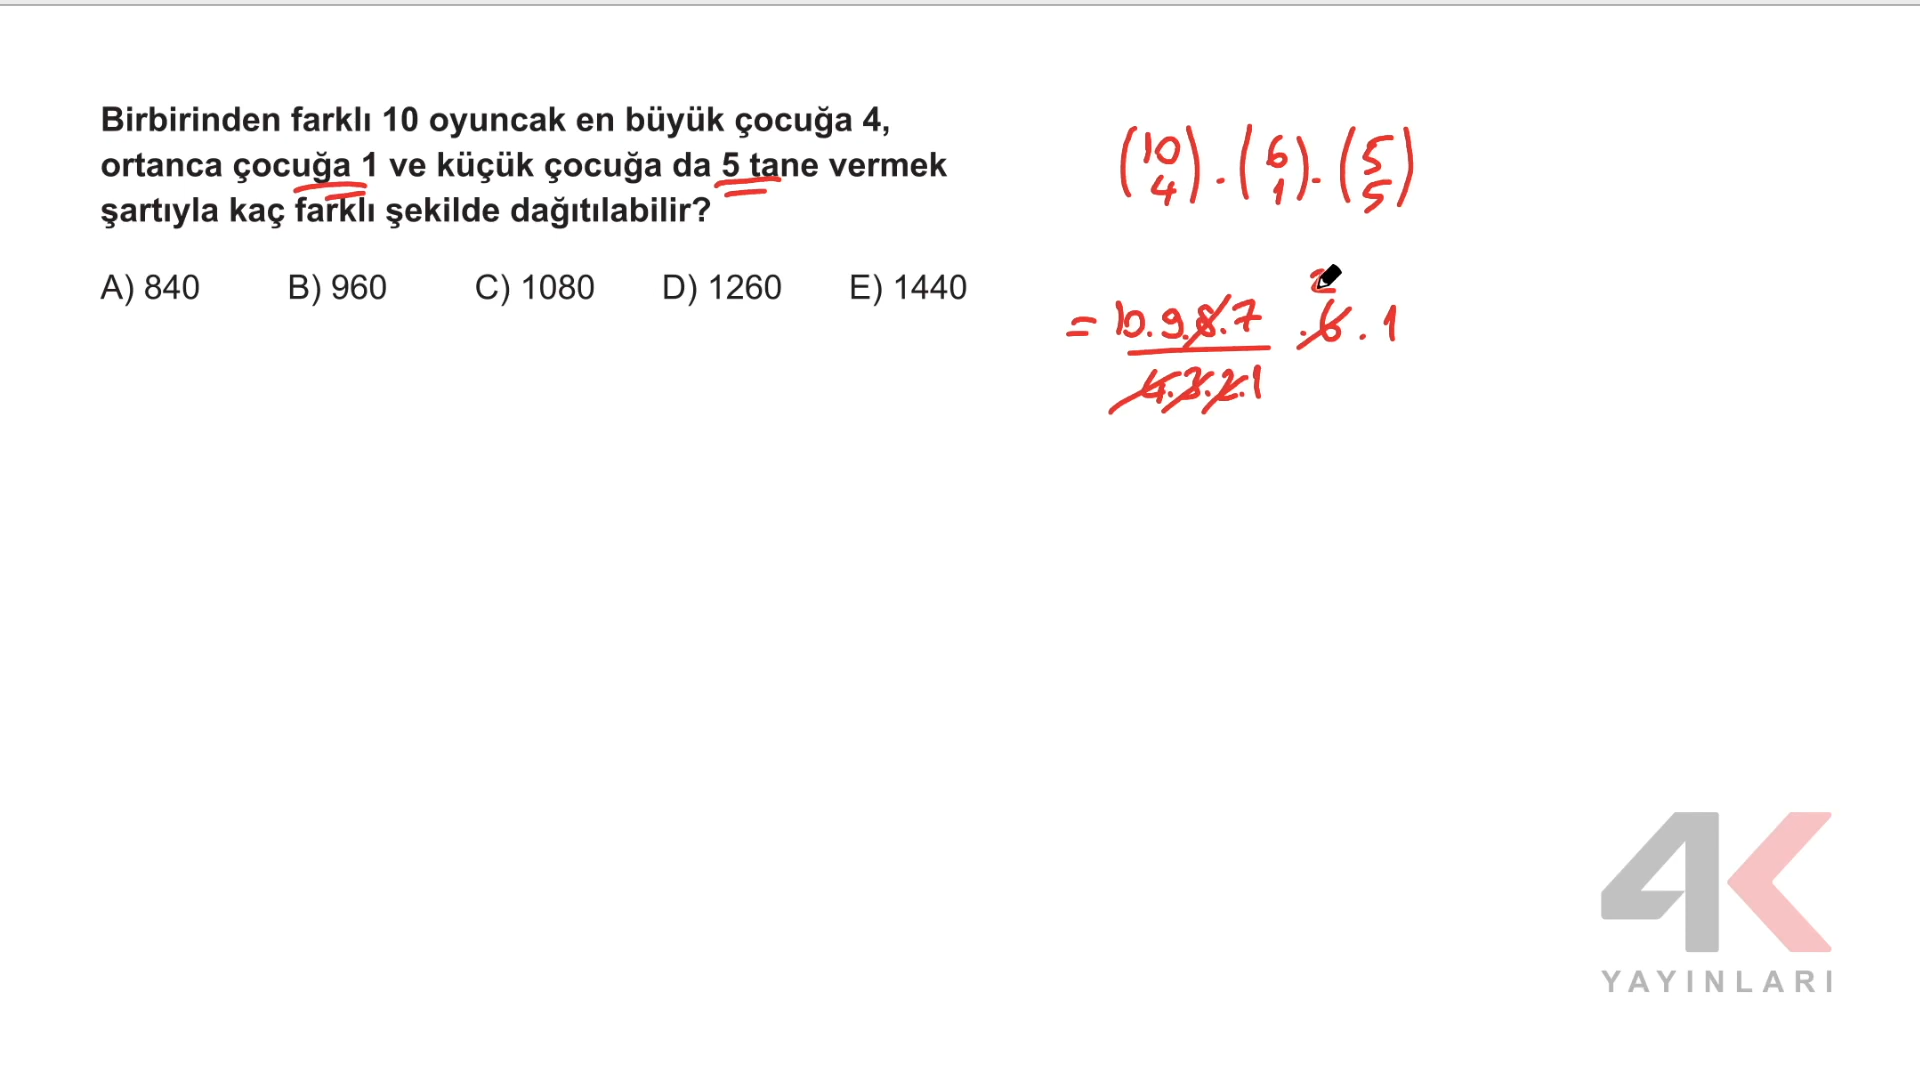 Birbirinden farklı 10 oyuncak en büyük çocuğa 4,
ortanca çocuğa 1 ve küçük çocuğa da 5 tane vermek
şartıyla kaç farklı şekilde dağıtılabilir?
A) 840 B) 960 C) 1080 D) 1260 E) 1440
(10 4) . (6 1) . (5 5)
2
= 10.9.8.7 .6 . 1
4.3.2.1
4K
YAYINLARI